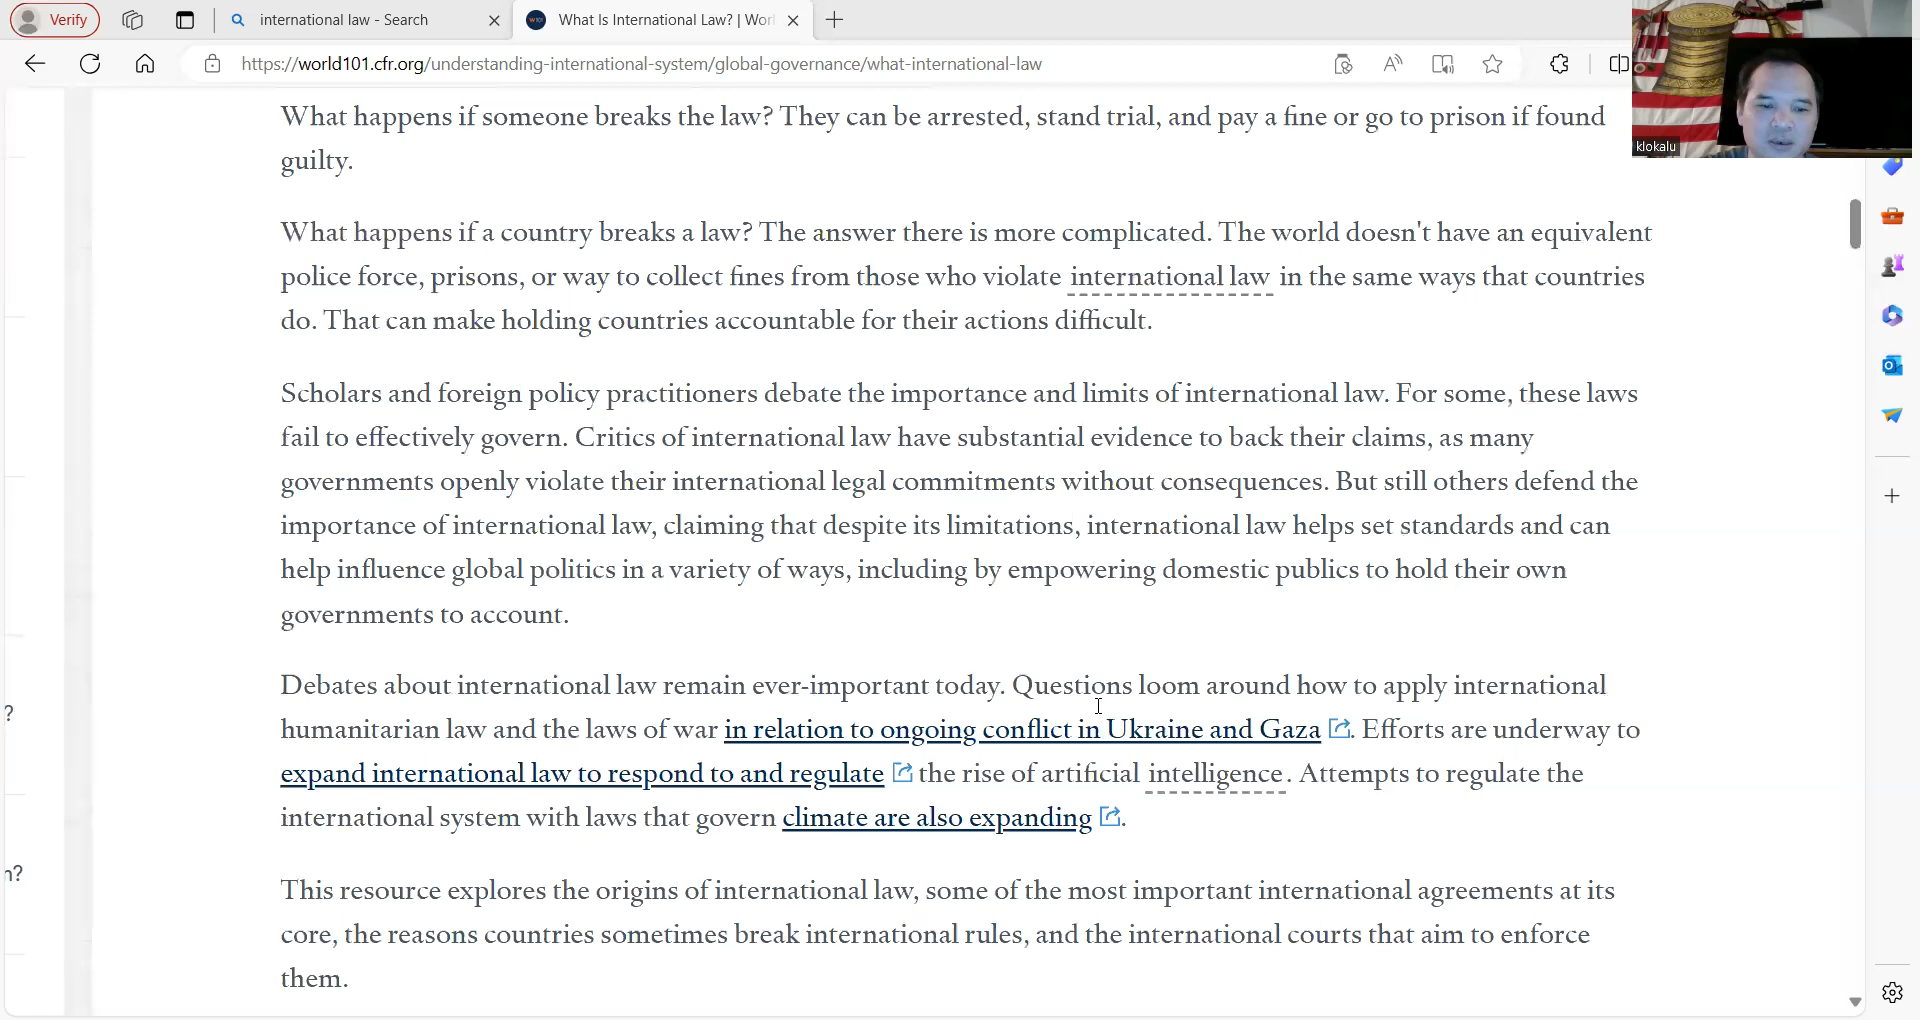 Verify
international law - Search
What Is International Law? | Wor
https://world101.cfr.org/understanding-international-system/global-governance/what-international-law
klokalu
What happens if someone breaks the law? They can be arrested, stand trial, and pay a fine or go to prison if found
guilty.
What happens if a country breaks a law? The answer there is more complicated. The world doesn't have an equivalent
police force, prisons, or way to collect fines from those who violate international law in the same ways that countries
do. That can make holding countries accountable for their actions difficult.
Scholars and foreign policy practitioners debate the importance and limits of international law. For some, these laws
fail to effectively govern. Critics of international law have substantial evidence to back their claims, as many
governments openly violate their international legal commitments without consequences. But still others defend the
importance of international law, claiming that despite its limitations, international law helps set standards and can
help influence global politics in a variety of ways, including by empowering domestic publics to hold their own
governments to account.
Debates about international law remain ever-important today. Questions loom around how to apply international
?
humanitarian law and the laws of war in relation to ongoing conflict in Ukraine and Gaza. Efforts are underway to
expand international law to respond to and regulate the rise of artificial intelligence. Attempts to regulate the
international system with laws that govern climate are also expanding.
n?
This resource explores the origins of international law, some of the most important international agreements at its
core, the reasons countries sometimes break international rules, and the international courts that aim to enforce
them.